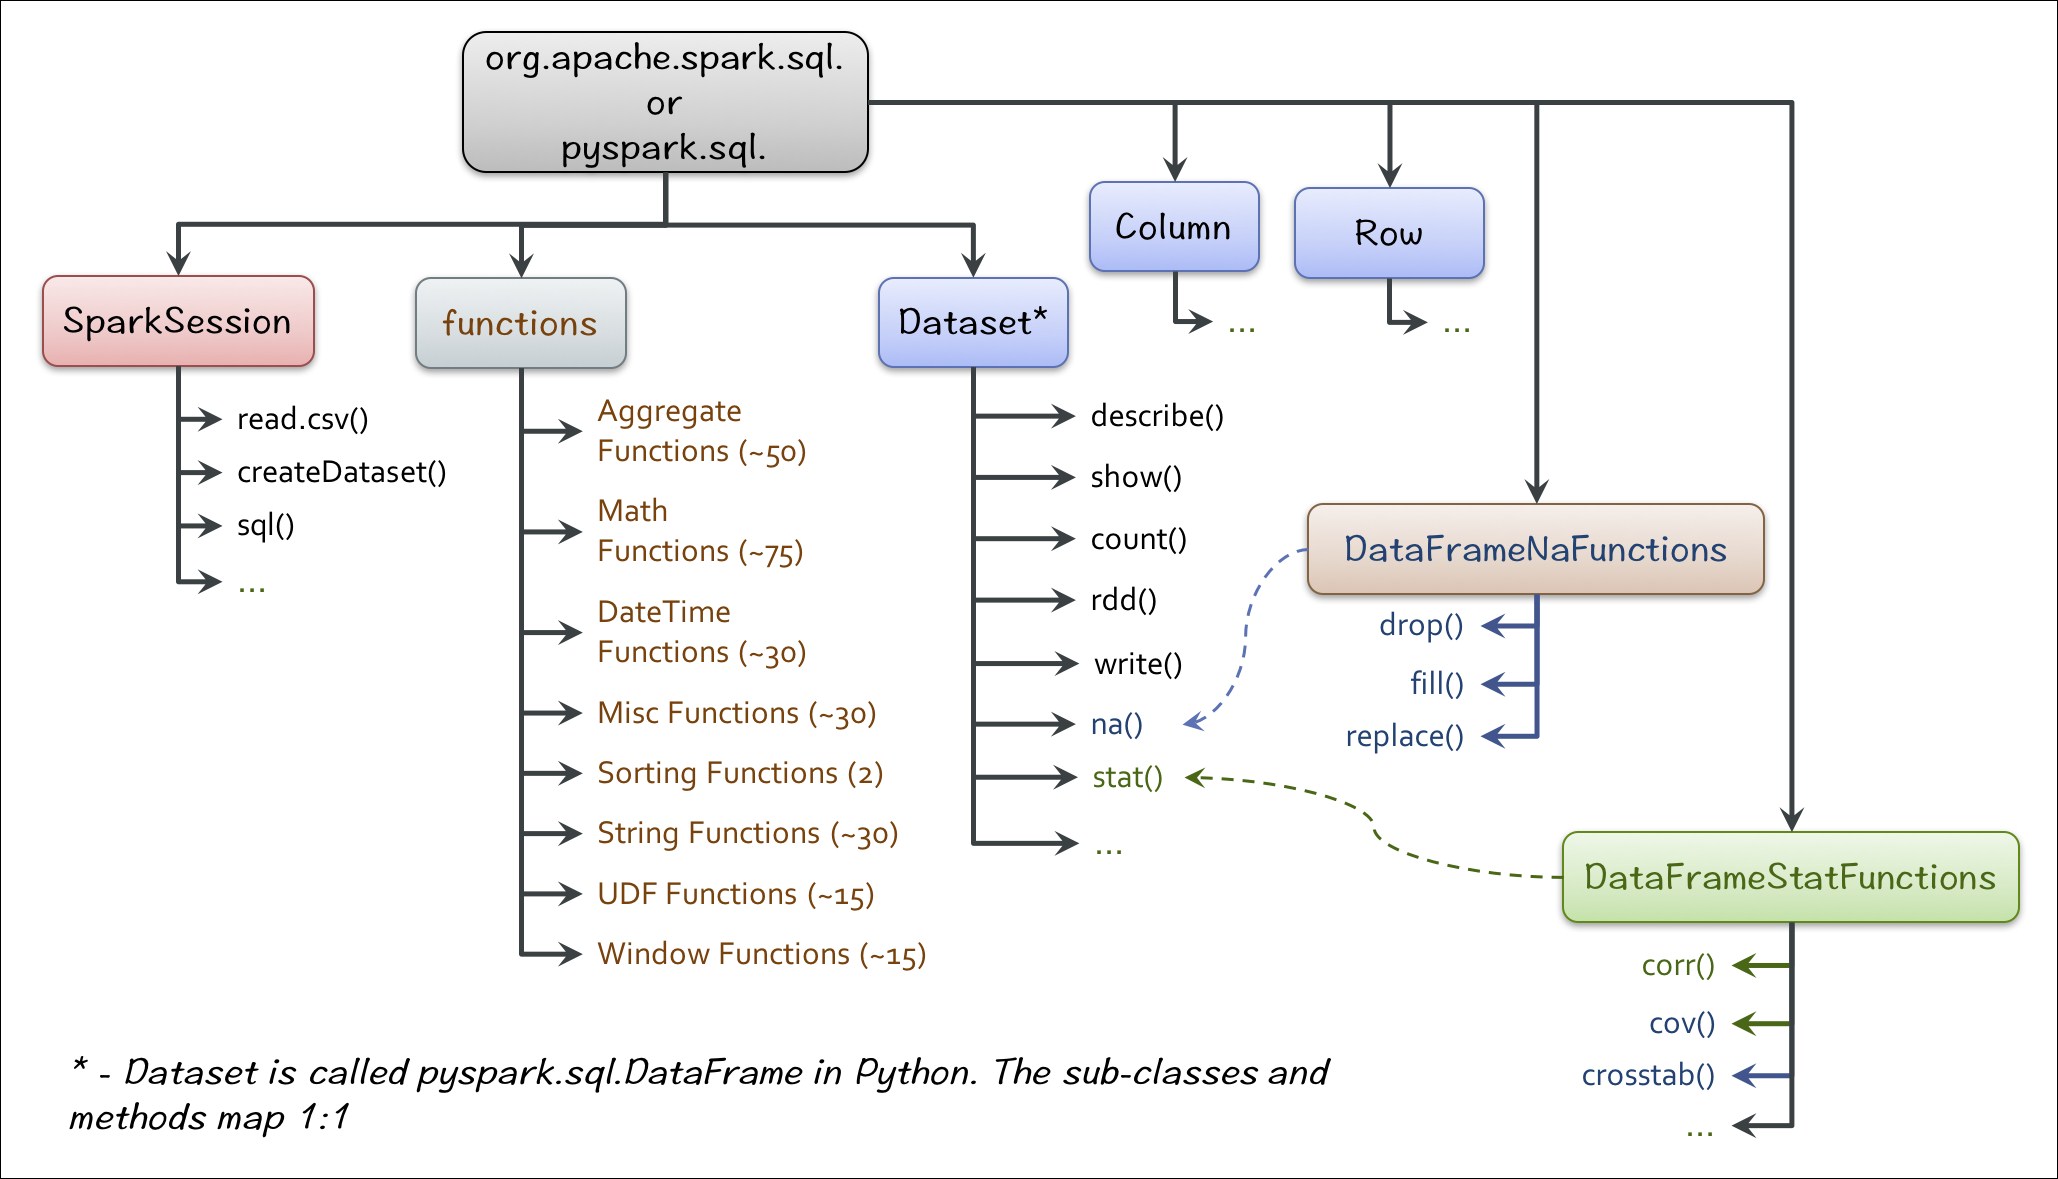 org.apache.spark.sql.
or
pyspark.sql.
Column
Row
...
...
SparkSession
read.csv()
createDataset()
sql()
...
functions
Aggregate
Functions (~50)
Math
Functions (~75)
DateTime
Functions (~30)
Misc Functions (~30)
Sorting Functions (2)
String Functions (~30)
UDF Functions (~15)
Window Functions (~15)
Dataset*
describe()
show()
count()
rdd()
write()
na()
stat()
...
DataFrameNaFunctions
drop()
fill()
replace()
DataFrameStatFunctions
corr()
cov()
crosstab()
...
* - Dataset is called pyspark.sql.DataFrame in Python. The sub-classes and
methods map 1:1